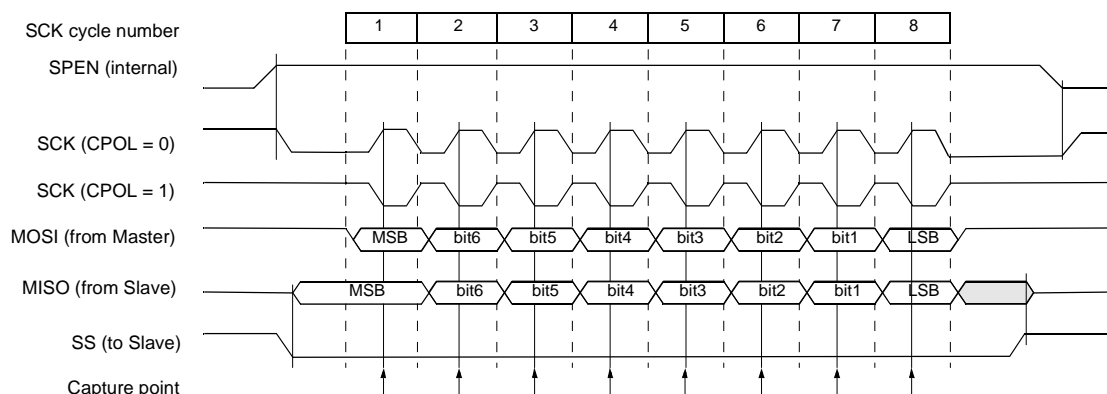 SCK cycle number 1 2 3 4 5 6 7 8
SPEN (internal)
SCK (CPOL = 0)
SCK (CPOL = 1)
MOSI (from Master) MSB bit6 bit5 bit4 bit3 bit2 bit1 LSB
MISO (from Slave) MSB bit6 bit5 bit4 bit3 bit2 bit1 LSB
SS (to Slave)
Capture point